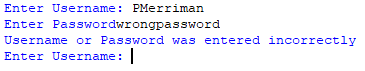 Enter Username: PMerriman
Enter Passwordwrongpassword
Username or Password was entered incorrectly
Enter Username: